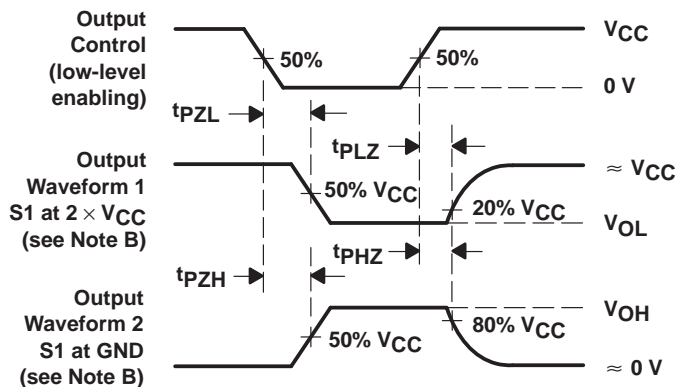 Output
Control
(low-level
enabling)
50%
50%
VCC
0 V
tPZL
tPLZ
Output
Waveform 1
S1 at 2 × VCC
(see Note B)
50% VCC
20% VCC
≈ VCC
VOL
tPZH
tPHZ
Output
Waveform 2
S1 at GND
(see Note B)
50% VCC
80% VCC
VOH
≈ 0 V